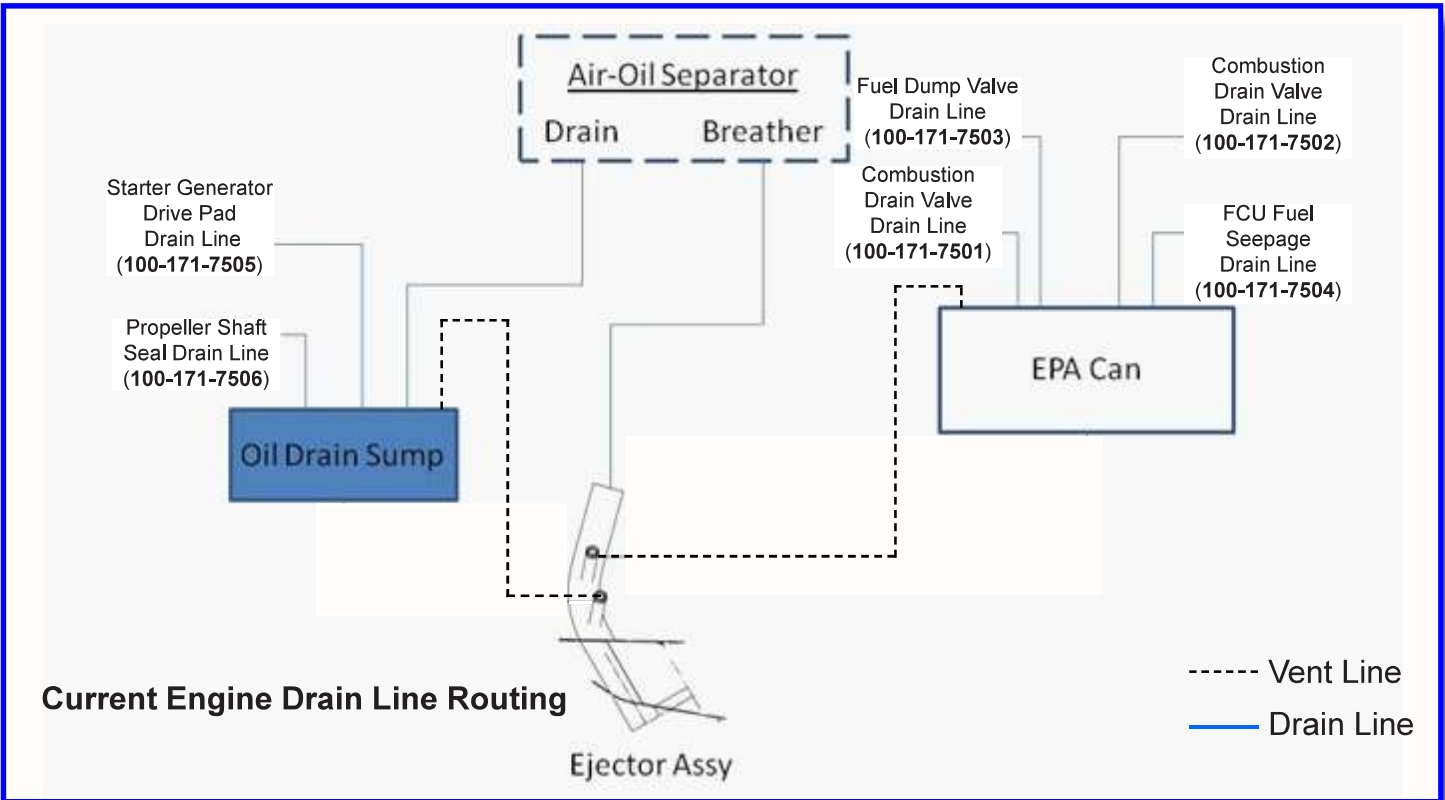 Air-Oil Separator
Drain Breather
Fuel Dump Valve
Drain Line
(100-171-7503)
Combustion
Drain Valve
Drain Line
(100-171-7502)
Combustion
Drain Valve
Drain Line
(100-171-7501)
FCU Fuel
Seepage
Drain Line
(100-171-7504)
Starter Generator
Drive Pad
Drain Line
(100-171-7505)
Propeller Shaft
Seal Drain Line
(100-171-7506)
EPA Can
Oil Drain Sump
Current Engine Drain Line Routing
Ejector Assy
Vent Line
Drain Line